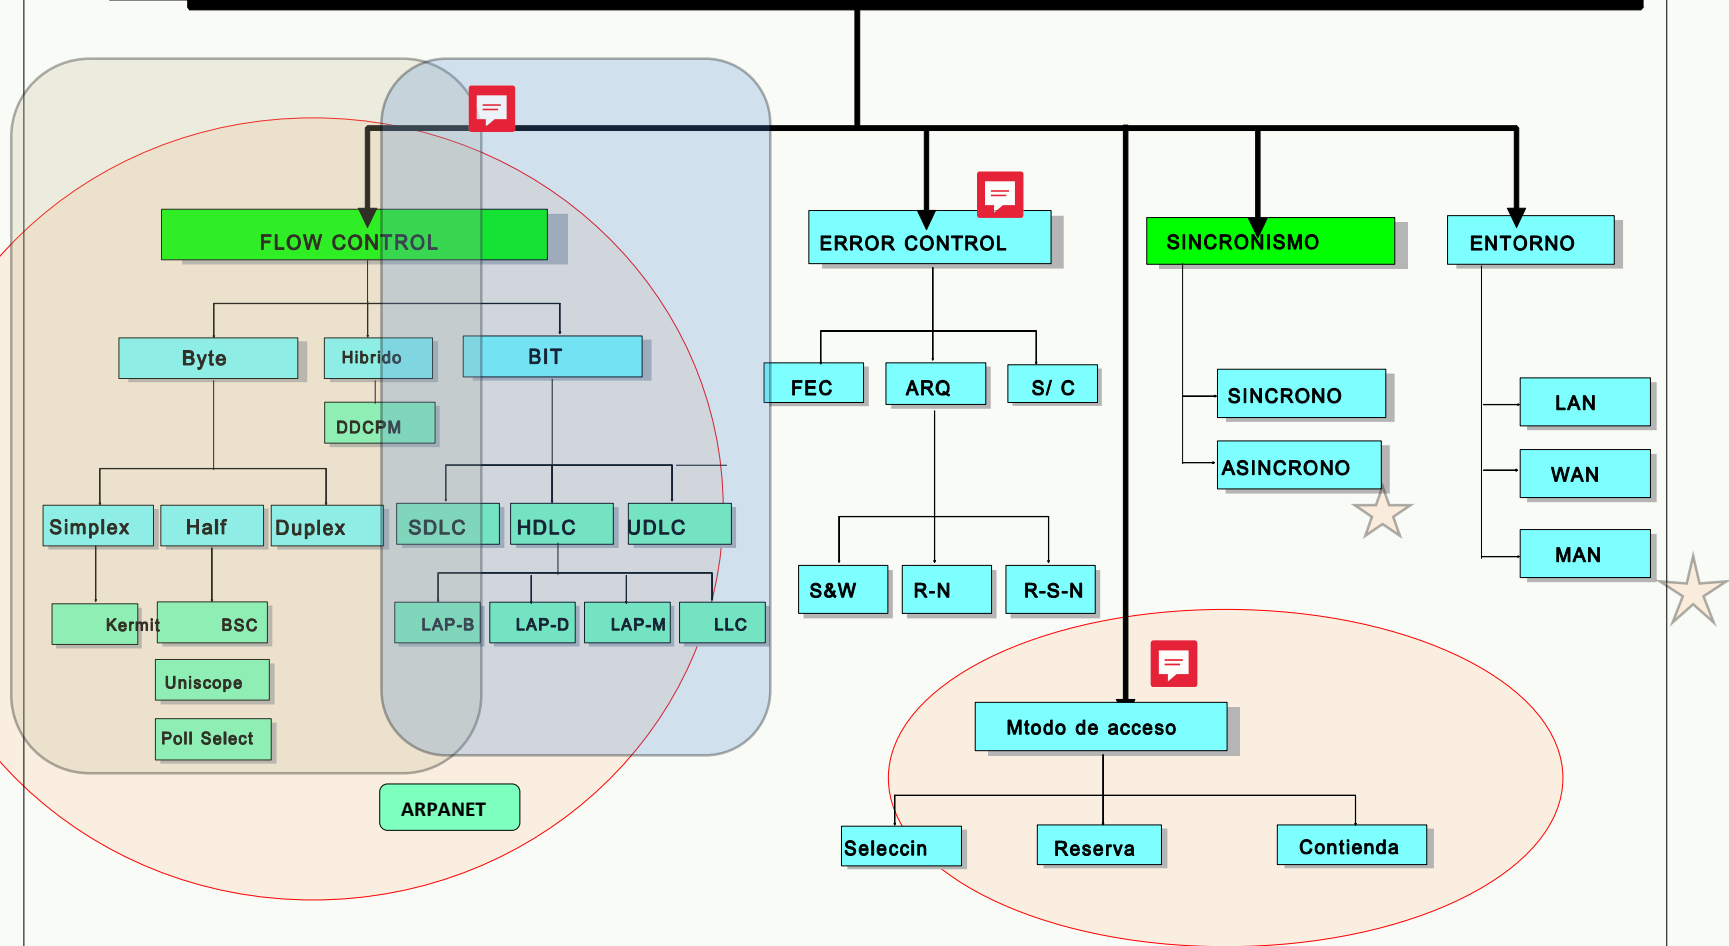 FLOW CONTROL
ERROR CONTROL
SINCRONISMO
ENTORNO
Byte
Hibrido
BIT
FEC
ARQ
S/ C
SINCRONO
LAN
DDCPM
ASINCRONO
WAN
Simplex
Half
Duplex
SDLC
HDLC
UDLC
MAN
S&W
R-N
R-S-N
Kermit
BSC
LAP-B
LAP-D
LAP-M
LLC
Uniscope
Poll Select
Mtodo de acceso
ARPANET
Seleccin
Reserva
Contienda